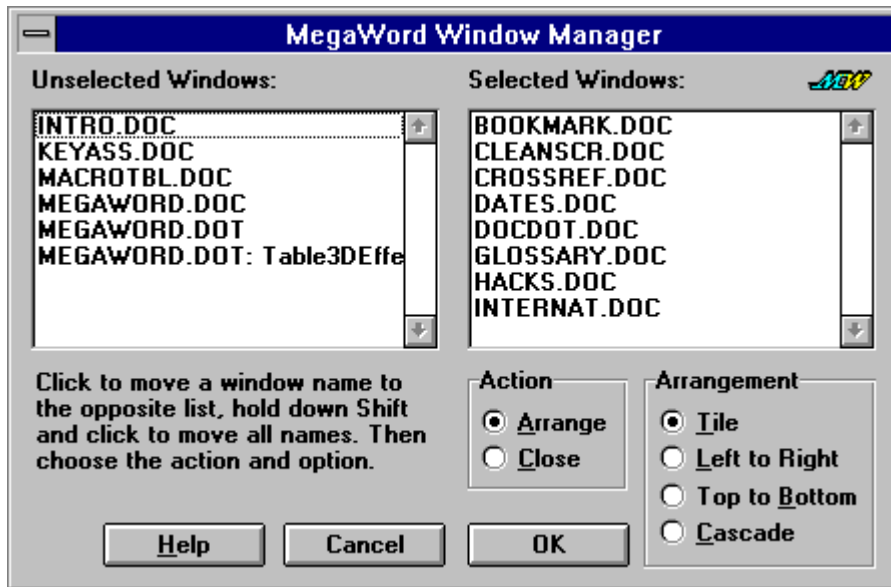 MegaWord Window Manager
Unselected Windows:
INTRO.DOC
KEYASS.DOC
MACROTBL.DOC
MEGAWORD.DOC
MEGAWORD.DOT
MEGAWORD.DOT: Table3DEffe
Selected Windows:
MEW
BOOKMARK.DOC
CLEANSCR.DOC
CROSSREF.DOC
DATES.DOC
DOCDOT.DOC
GLOSSARY.DOC
HACKS.DOC
INTERNAT.DOC
Click to move a window name to
the opposite list, hold down Shift
and click to move all names. Then
choose the action and option.
Action
Arrange
Close
Arrangement
Tile
Left to Right
Top to Bottom
Cascade
Help
Cancel
OK